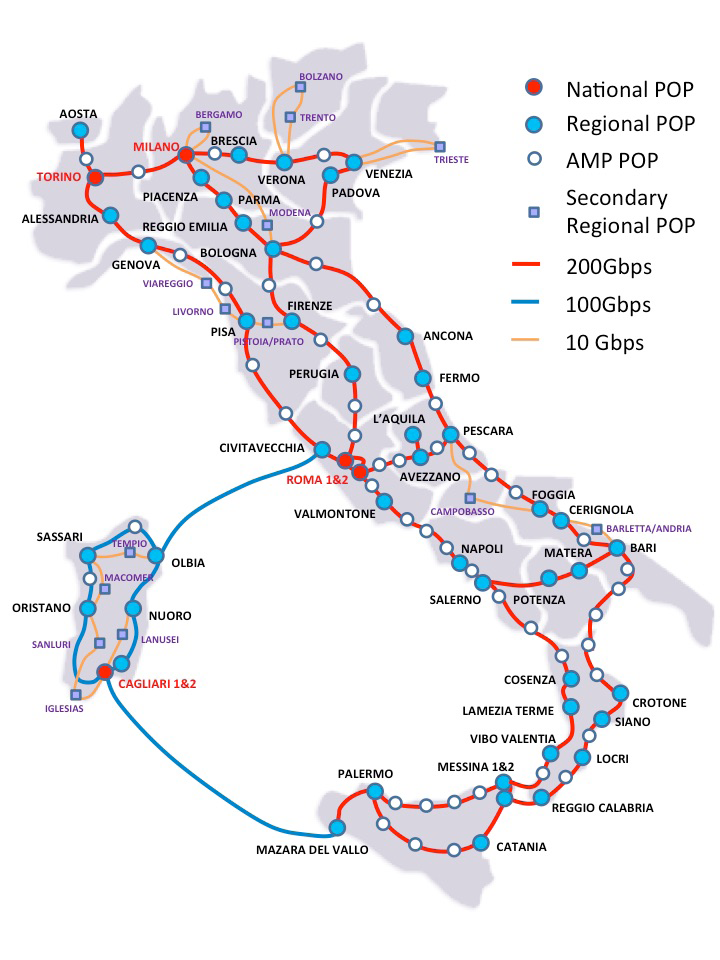 BOLZANO
National POP
AOSTA
BERGAMO
TRENTO
Regional POP
MILANO
BRESCIA
AMP POP
TRIESTE
TORINO
VERONA
VENEZIA
PADOVA
PIACENZA
PARMA
Secondary
Regional POP
ALESSANDRIA
REGGIO EMILIA
MODENA
GENOVA
BOLOGNA
200Gbps
VIAREGGIO
100Gbps
LIVORNO
FIRENZE
PISA
PISTOIA/PRATO
10 Gbps
ANCONA
PERUGIA
FERMO
L'AQUILA
PESCARA
CIVITAVECCHIA
ROMA 1&2
AVEZZANO
VALMONTONE
CAMPOBASSO
FOGGIA
CERIGNOLA
BARLETTA/ANDRIA
SASSARI
TEMPIO
OLBIA
NAPOLI
MATERA
BARI
MACOMER
ORISTANO
NUORO
SALERNO
POTENZA
SANLURI
LANUSEI
CAGLIARI 1&2
IGLESIAS
COSENZA
CROTONE
LAMEZIA TERME
SIANO
VIBO VALENTIA
LOCRI
PALERMO
MESSINA 1&2
REGGIO CALABRIA
MAZARA DEL VALLO
CATANIA